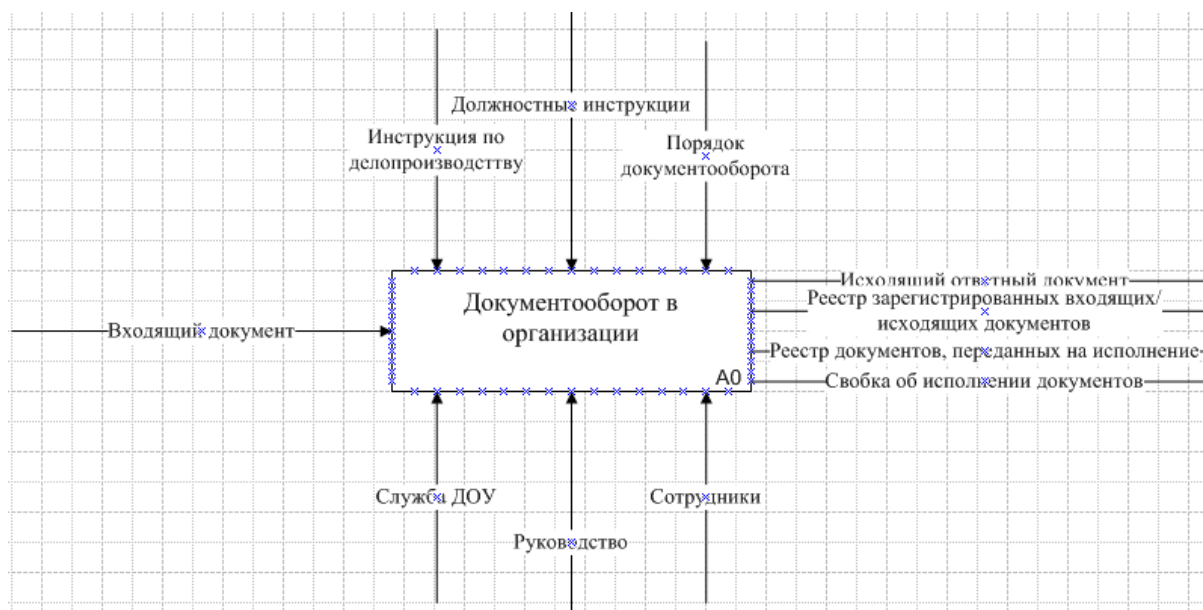 Должностные инструкции
Инструкция по
делопроизводттву
Порядок
документооборота
Документооборот в
организации
A0
Входящий документ
Исходящий ответный документ
Реестр зарегистрированных входящих/
исходящих документов
Реестр документов, переданных на исполнение
Свобка об исполнении документов
Служба ДОУ
Сотрудники
Руководство